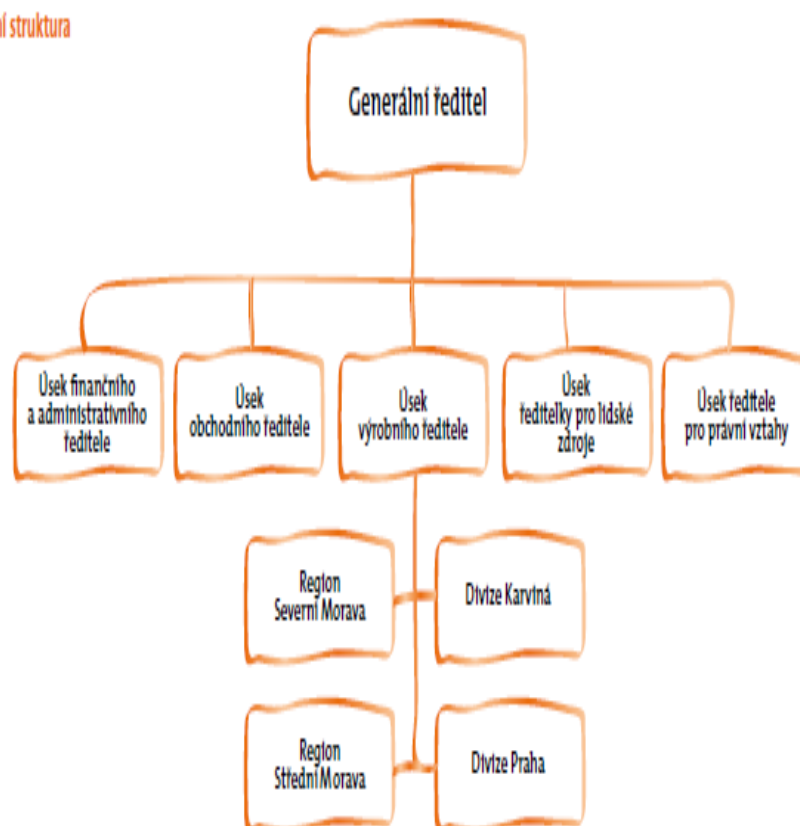 í struktura
Generální ředitel
Úsek finančního
a administrativního
ředitele
Úsek
obchodního ředitele
Úsek
výrobního ředitele
Úsek
ředitelky pro lidské
zdroje
Úsek ředitele
pro právní vztahy
Region
Severní Morava
Divize Karviná
Region
Střední Morava
Divize Praha